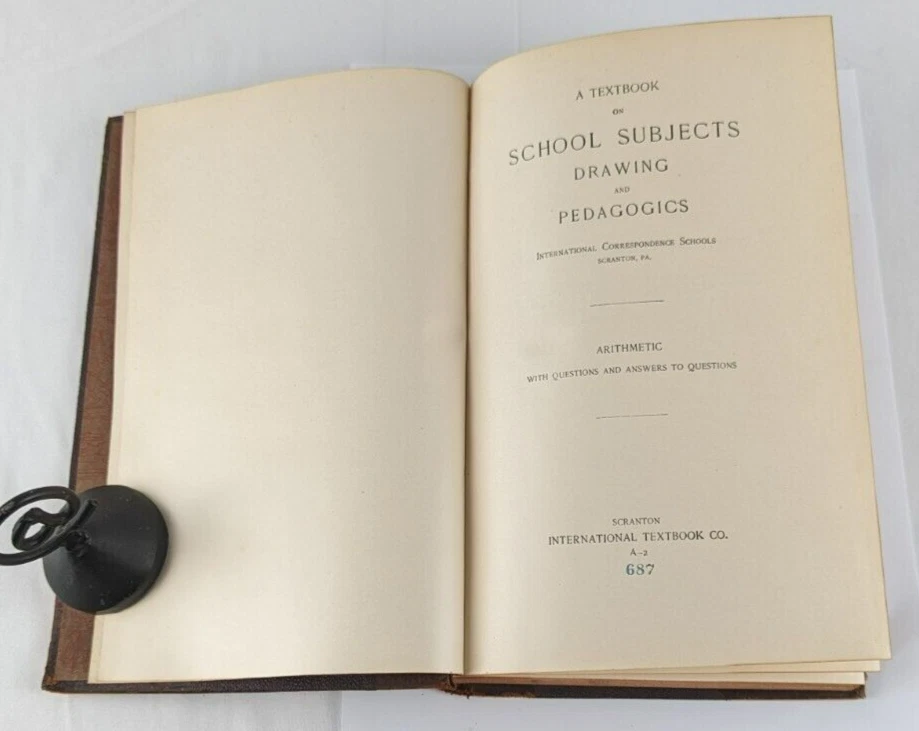 A TEXTBOOK
ON
SCHOOL SUBJECTS
DRAWING
AND
PEDAGOGICS
INTERNATIONAL CORRESPONDENCE SCHOOLS
SCRANTON, PA.
ARITHMETIC
WITH QUESTIONS AND ANSWERS TO QUESTIONS
SCRANTON
INTERNATIONAL TEXTBOOK CO.
A-2
687